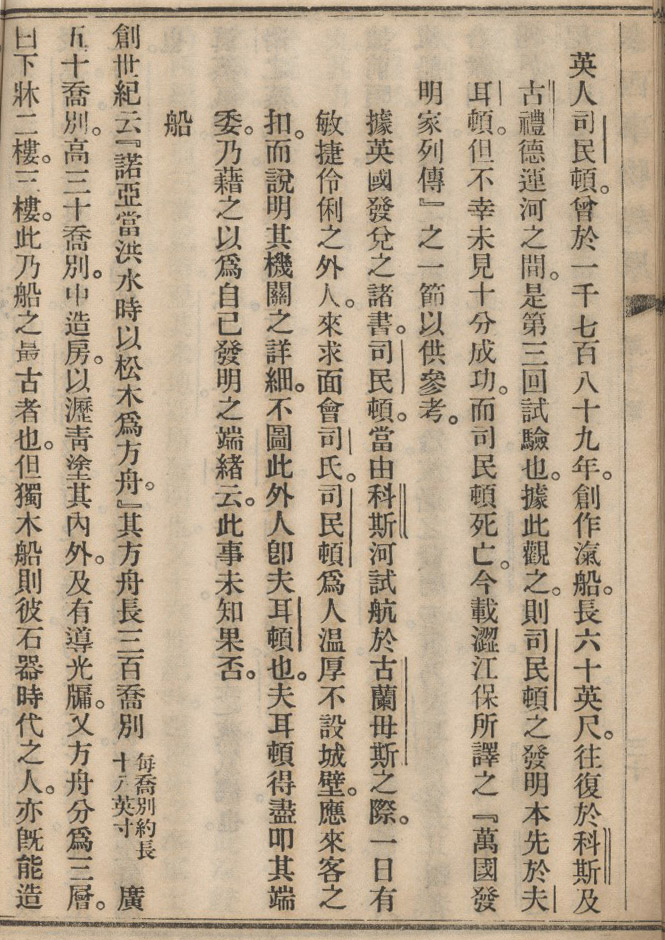 英人司民頓。曾於一千七百八十九年。創作滊船。長六十英尺。往復於科斯及
古禮德運河之間。是第三回試驗也。據此觀之。則司民頓之發明本先於夫
耳頓。但不幸未見十分成功。而司民頓死亡。今載澀江保所譯之『萬國發
明家列傳』之一節以供參考。
據英國發兌之諸書。司民頓。當由科斯河試航於古蘭毋斯之際。一日有
敏捷伶俐之外人。來求面會司氏。司民頓爲人温厚不設城壁。應來客之
扣。而說明其機關之詳細。不圖此外人卽夫耳頓也。夫耳頓得盡叩其端
委。乃藉之以爲自已發明之端緒云。此事未知果否。
船
創世紀云『諾亞當洪水時以松木爲方舟。』其方舟長三百喬別每喬別約長十八英寸廣
五十喬別。高三十喬別。中造房。以瀝靑塗其內外。及有導光牖。又方舟分爲三層。
曰下牀二樓。三樓。此乃船之最古者也。但獨木船則彼石器時代之人。亦旣能造